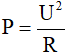 P = U² / R